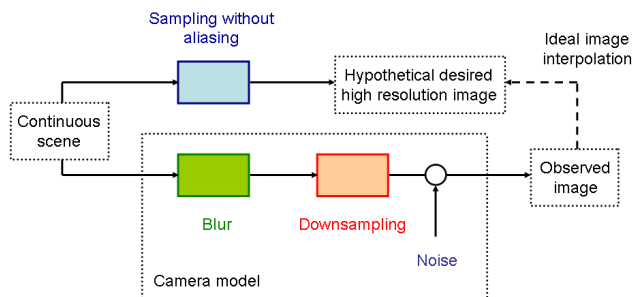 Sampling without
aliasing
Ideal image
interpolation
Hypothetical desired
high resolution image
Continuous
scene
Observed
image
Blur
Downsampling
Noise
Camera model